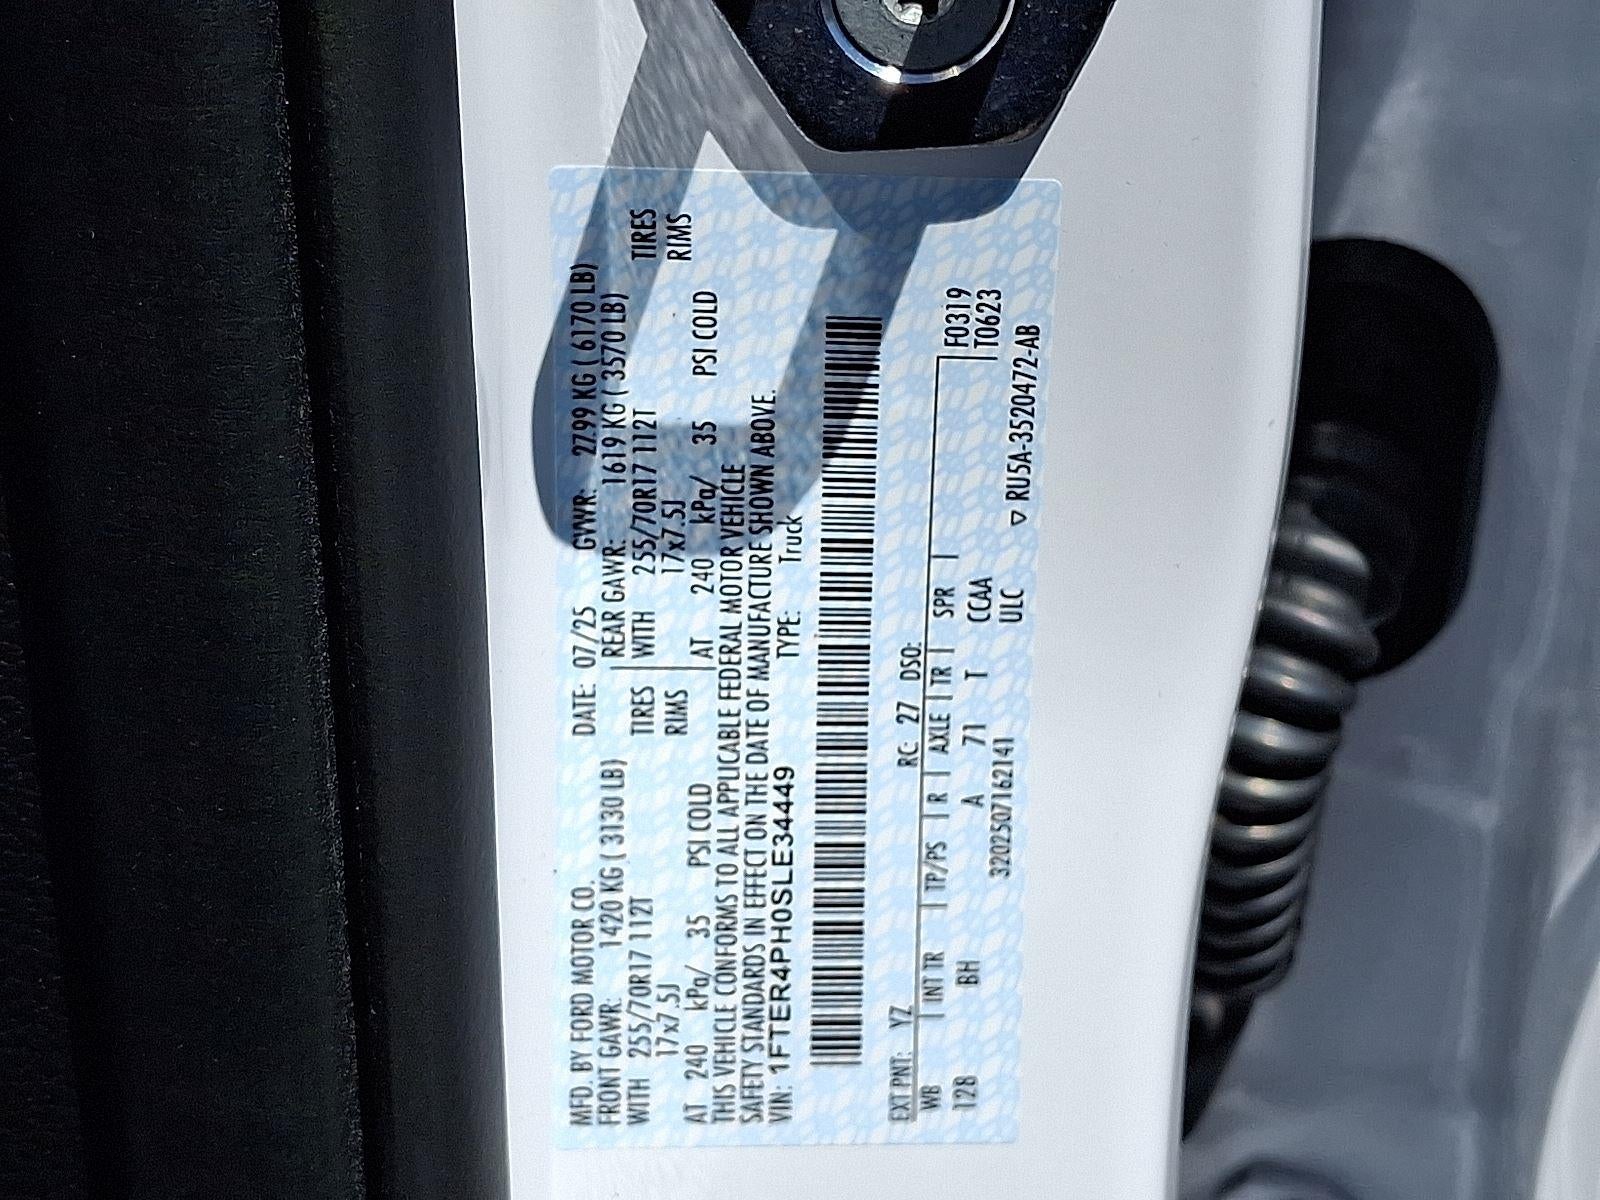 MFD. BY FORD MOTOR CO. DATE: 07/25 GVWR: 2799 KG ( 6170 LB)
FRONT GAWR: 1420 KG ( 3130 LB) REAR GAWR: 1619 KG ( 3570 LB)
WITH 255/70R17 112T TIRES WITH 255/70R17 112T TIRES
17x7.5J RIMS 17x7.5J RIMS
AT 240 kPa/ 35 PSI COLD AT 240 kPa/ 35 PSI COLD
THIS VEHICLE CONFORMS TO ALL APPLICABLE FEDERAL MOTOR VEHICLE
SAFETY STANDARDS IN EFFECT ON THE DATE OF MANUFACTURE SHOWN ABOVE.
VIN: 1FTER4PH0SLE34449 TYPE: Truck
EXT PNT: YZ RC: 27 DSO:
WB INT TR TP/PS R AXLE TR SPR F0319
128 BH A 71 T CCAA T0623
320250716214​1 ULC ▽ RU5A-3520472-AB